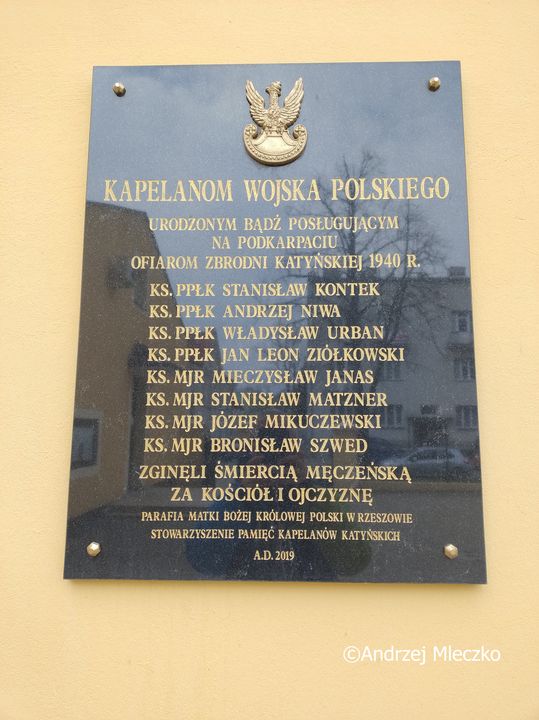 KAPELANOM WOJSKA POLSKIEGO
URODZONYM BĄDŹ POSŁUGUJĄCYM
NA PODKARPACIU
OFIAROM ZBRODNI KATYŃSKIEJ 1940 R.
KS. PPŁK STANISŁAW KONTEK
KS. PPŁK ANDRZEJ NIWA
KS. PPŁK WŁADYSŁAW URBAN
KS. PPŁK JAN LEON ZIÓŁKOWSKI
KS. MJR MIECZYSŁAW JANAS
KS. MJR STANISŁAW MATZNER
KS. MJR JÓZEF MIKUCZEWSKI
KS. MJR BRONISŁAW SZWED
ZGINĘLI ŚMIERCIĄ MĘCZEŃSKĄ
ZA KOŚCIÓŁ I OJCZYZNĘ
PARAFIA MATKI BOŻEJ KRÓLOWEJ POLSKI W RZESZOWIE
STOWARZYSZENIE PAMIĘĆ KAPELANÓW KATYŃSKICH
A.D. 2019
©Andrzej Mleczko